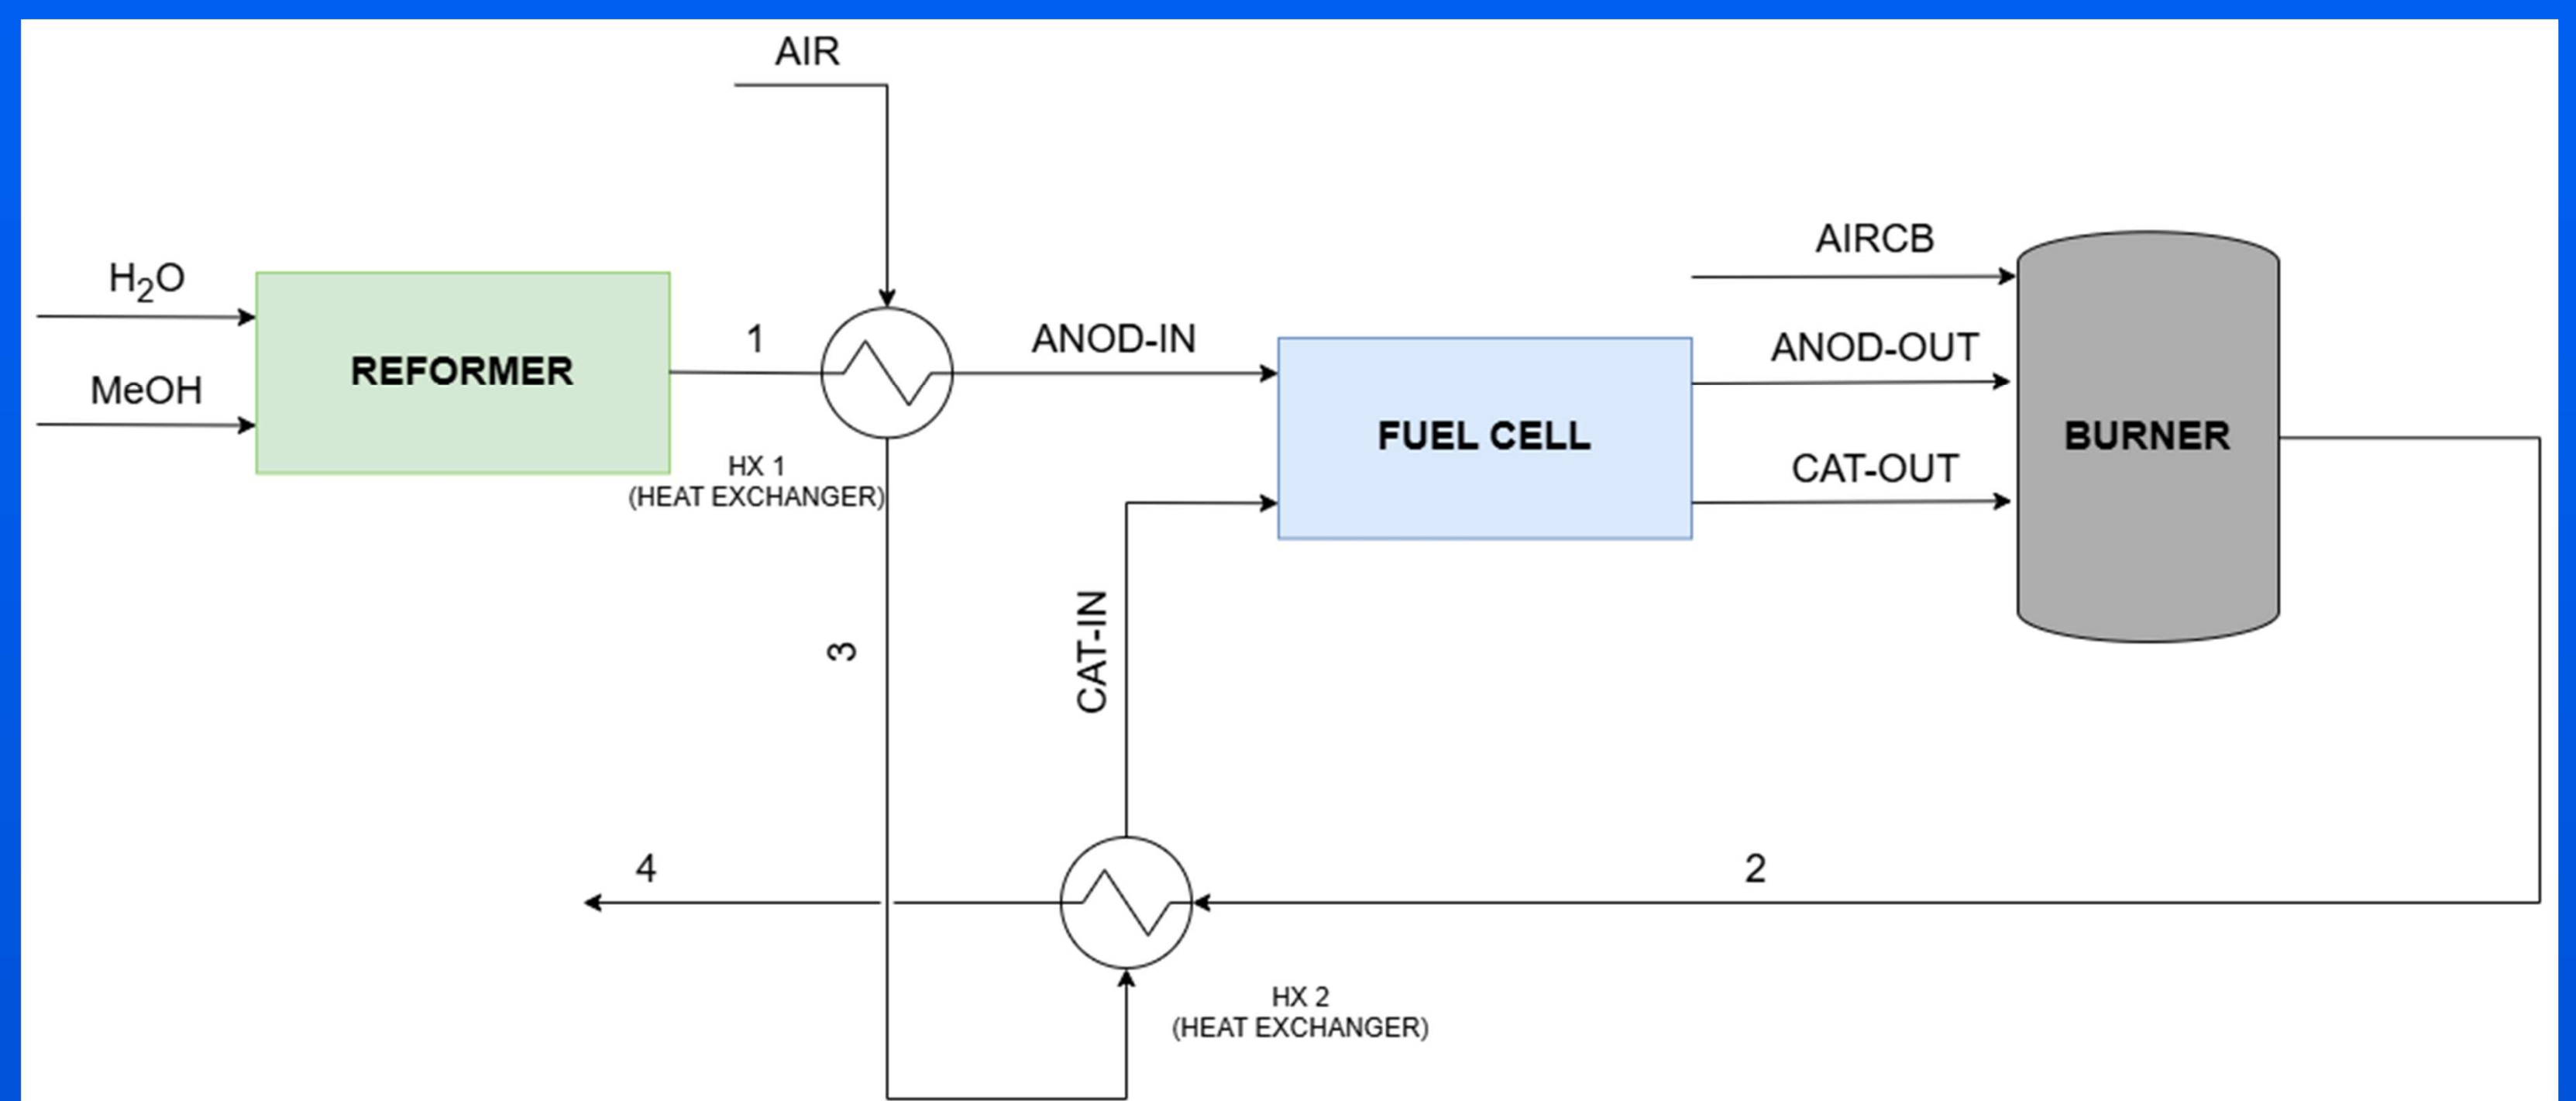 AIR
AIRCB
H₂O
1
ANOD-IN
ANOD-OUT
REFORMER
MeOH
FUEL CELL
BURNER
HX 1
(HEAT EXCHANGER)
CAT-OUT
3
CAT-IN
4
2
HX 2
(HEAT EXCHANGER)